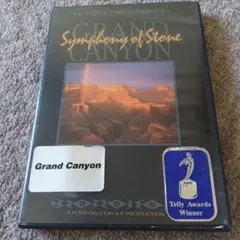 GRAND
Symphony of Stone
CANYON
Grand Canyon
Telly Awards
Winner